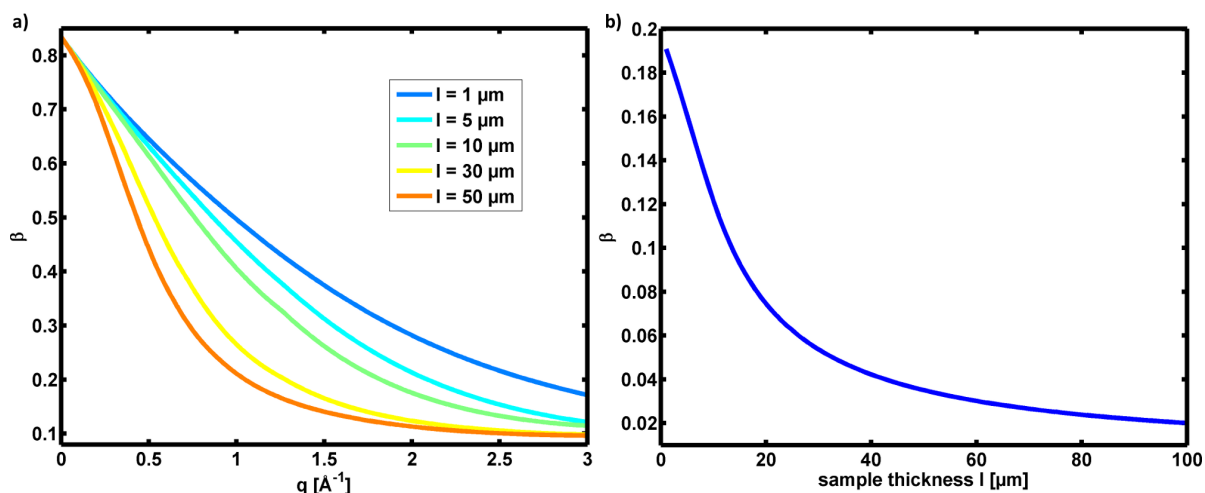 a)
0.8
0.7
0.6
0.5
0.4
0.3
0.2
0.1
β
0 0.5 1 1.5 2 2.5 3
q [Å⁻¹]
l = 1 µm
l = 5 µm
l = 10 µm
l = 30 µm
l = 50 µm
b)
0.2
0.18
0.16
0.14
0.12
0.1
0.08
0.06
0.04
0.02
β
0 20 40 60 80 100
sample thickness l [µm]